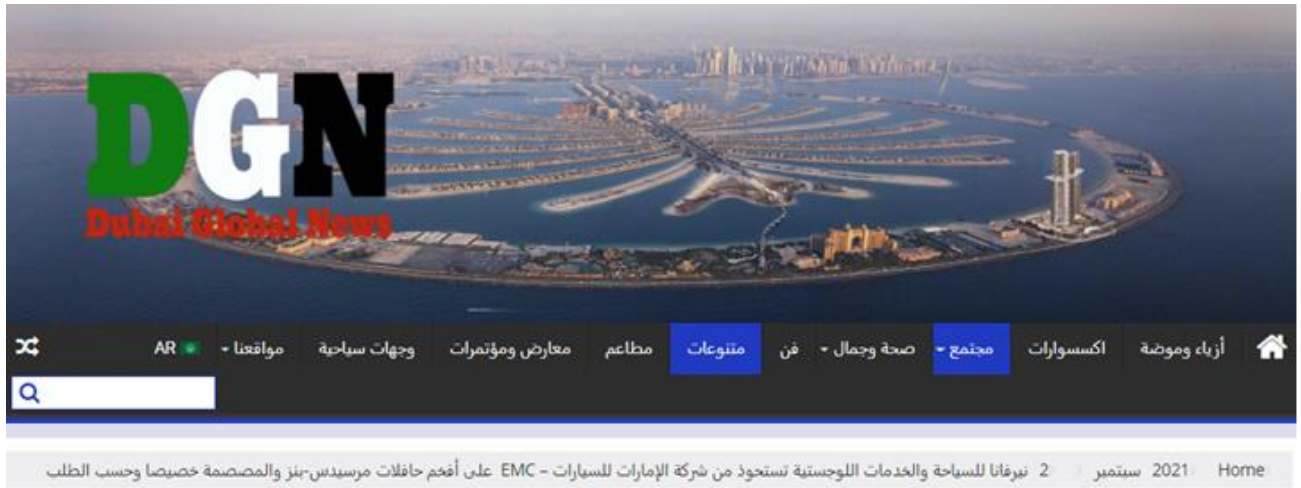 DGN
Dubai Global News
أزياء وموضة اكسسوارات مجتمع صحة وجمال فن متنوعات مطاعم معارض ومؤتمرات وجهات سياحية مواقعنا AR
Home 2021 سبتمبر 2 نيرفانا للسياحة والخدمات اللوجستية تستحوذ من شركة الإمارات للسيارات – EMC على أفخم حافلات مرسيدس-بنز والمصصمة خصيصا وحسب الطلب